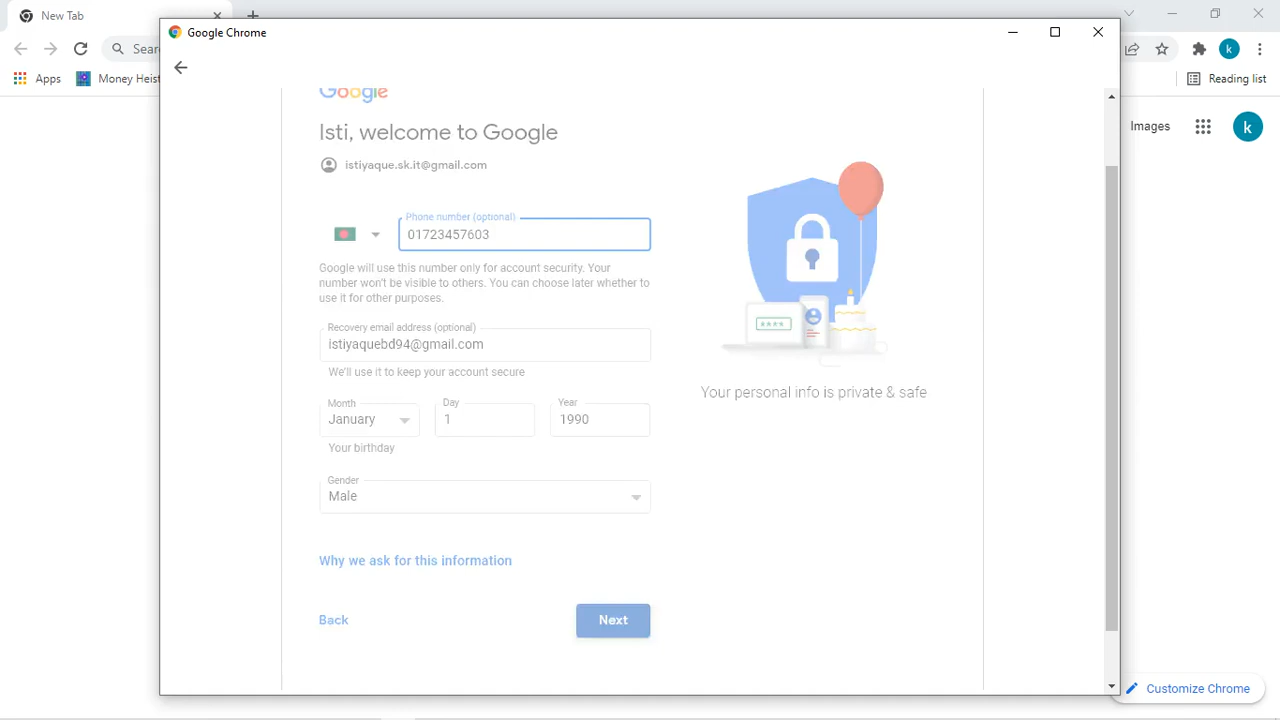 New Tab
Google Chrome
Sear
Apps
Money Heist
Reading list
Images
k
k
Google
Isti, welcome to Google
istiyaque.sk.it@gmail.com
Phone number (optional)
01723457603
Google will use this number only for account security. Your
number won't be visible to others. You can choose later whether to
use it for other purposes.
Recovery email address (optional)
istiyaquebd94@gmail.com
We'll use it to keep your account secure
Month
Day
Year
January
1
1990
Your birthday
Gender
Male
Why we ask for this information
Back
Next
Your personal info is private & safe
Customize Chrome